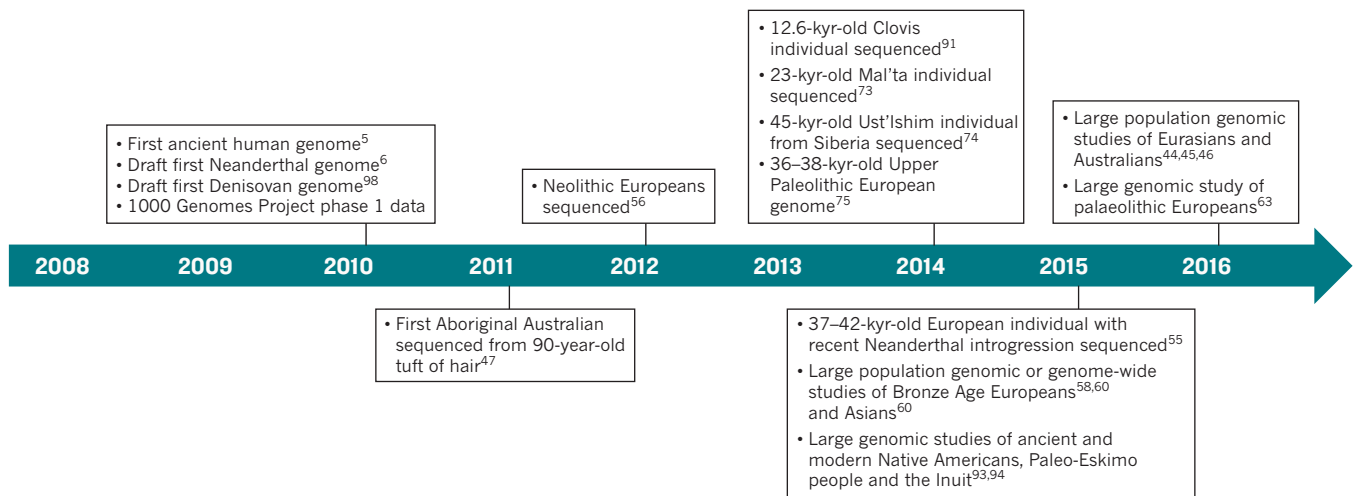 • First ancient human genome5
• Draft first Neanderthal genome6
• Draft first Denisovan genome98
• 1000 Genomes Project phase 1 data
• Neolithic Europeans
sequenced56
• 12.6-kyr-old Clovis
individual sequenced91
• 23-kyr-old Mal'ta individual
sequenced73
• 45-kyr-old Ust'Ishim individual
from Siberia sequenced74
• 36–38-kyr-old Upper
Paleolithic European
genome75
• Large population genomic
studies of Eurasians and
Australians44,45,46
• Large genomic study of
palaeolithic Europeans63
2008 2009 2010 2011 2012 2013 2014 2015 2016
• First Aboriginal Australian
sequenced from 90-year-old
tuft of hair47
• 37–42-kyr-old European individual with
recent Neanderthal introgression sequenced55
• Large population genomic or genome-wide
studies of Bronze Age Europeans58,60
and Asians60
• Large genomic studies of ancient and
modern Native Americans, Paleo-Eskimo
people and the Inuit93,94